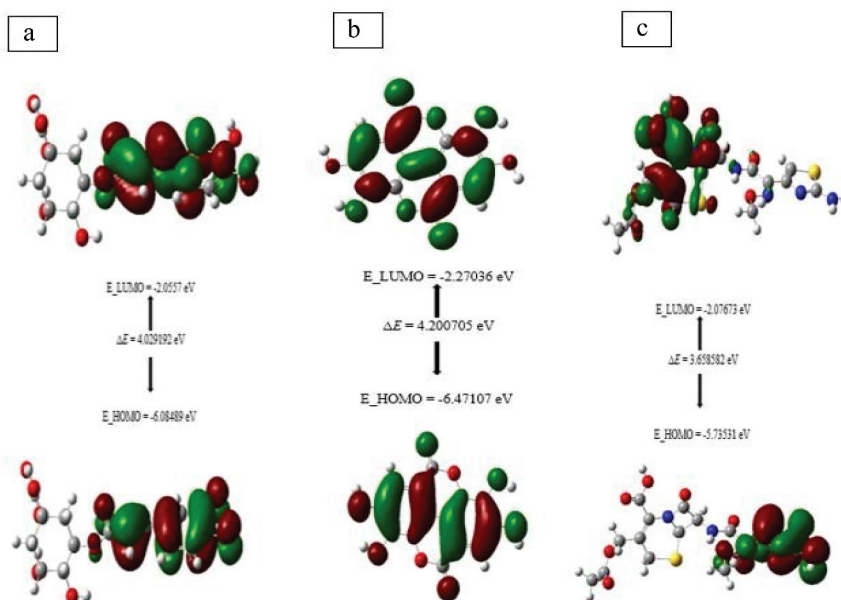 a
E_LUMO = -2.0557 eV
ΔE = 4.029192 eV
E_HOMO = -6.08489 eV
b
E_LUMO = -2.27036 eV
ΔE = 4.200705 eV
E_HOMO = -6.47107 eV
c
E_LUMO = -2.07673 eV
ΔE = 3.658582 eV
E_HOMO = -5.73531 eV